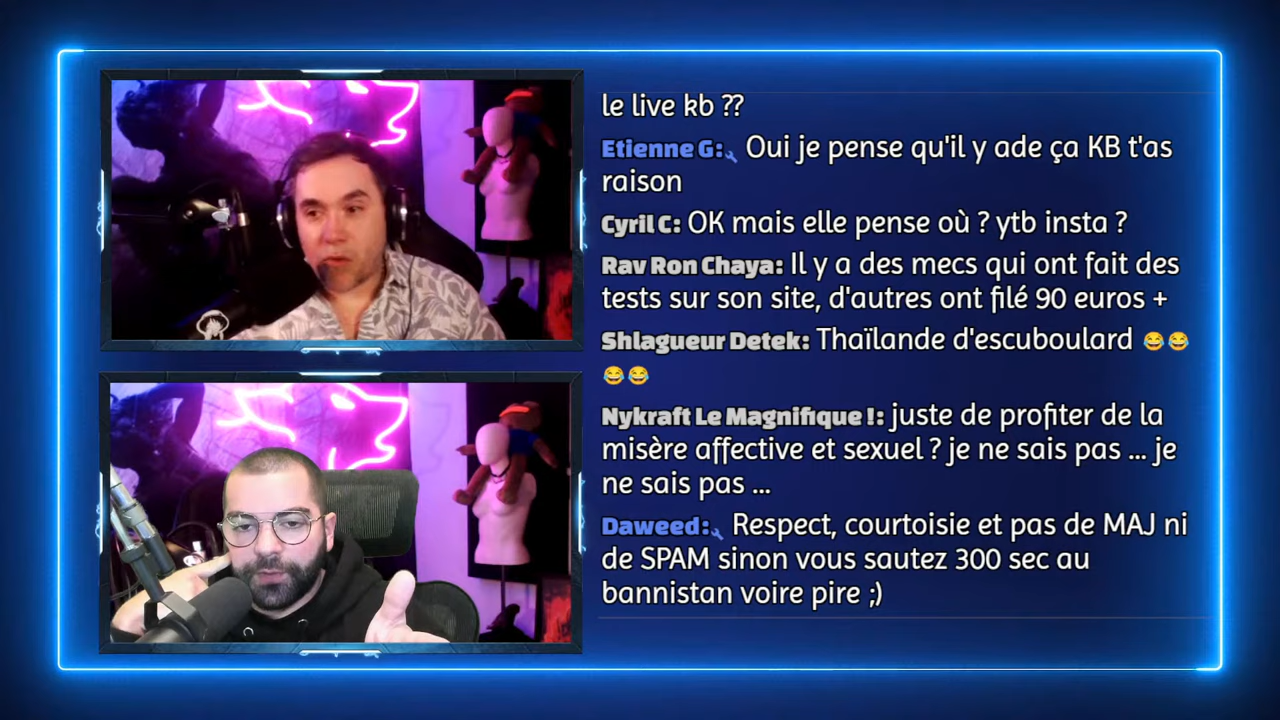 le live kb ??
Etienne G: Oui je pense qu'il y ade ça KB t'as
raison
Cyril C: OK mais elle pense où ? ytb insta ?
Rav Ron Chaya: Il y a des mecs qui ont fait des
tests sur son site, d'autres ont filé 90 euros +
Shlagueur Detek: Thaïlande d'escuboulard 😂😂
😂😂
Nykraft Le Magnifique !: juste de profiter de la
misère affective et sexuel ? je ne sais pas ... je
ne sais pas ...
Daweed: Respect, courtoisie et pas de MAJ ni
de SPAM sinon vous sautez 300 sec au
bannistan voire pire ;)